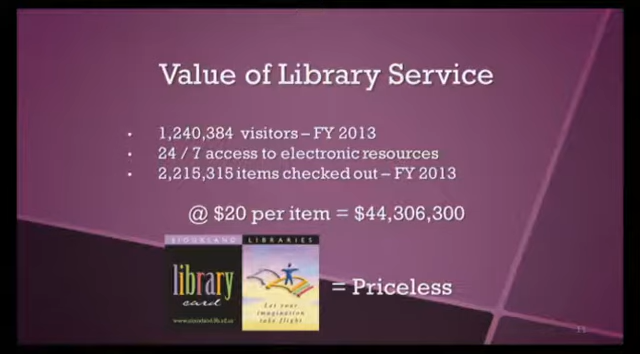 Value of Library Service
• 1,240,384 visitors – FY 2013
• 24 / 7 access to electronic resources
• 2,215,315 items checked out – FY 2013
@ $20 per item = $44,306,300
SIOUXLAND LIBRARIES
library
card
Let your
imagination
take flight
= Priceless